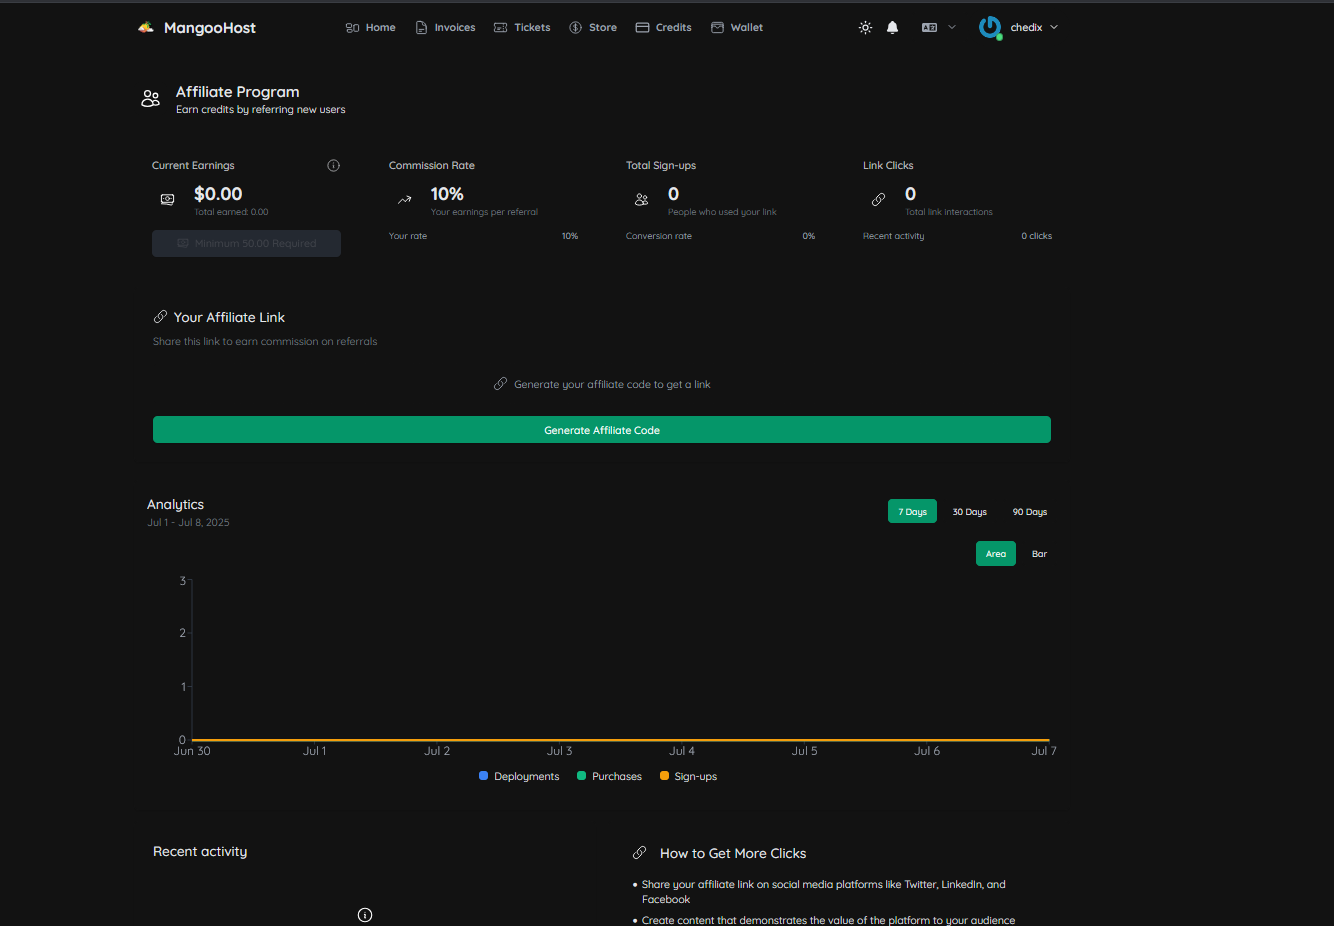 MangooHost
Home
Invoices
Tickets
Store
Credits
Wallet
chedix
Affiliate Program
Earn credits by referring new users
Current Earnings
$0.00
Total earned: 0.00
Minimum 50.00 Required
Commission Rate
10%
Your earnings per referral
Your rate
10%
Total Sign-ups
0
People who used your link
Conversion rate
0%
Link Clicks
0
Total link interactions
Recent activity
0 clicks
Your Affiliate Link
Share this link to earn commission on referrals
Generate your affiliate code to get a link
Generate Affiliate Code
Analytics
Jul 1 - Jul 8, 2025
7 Days
30 Days
90 Days
Area
Bar
3
2
1
0
Jun 30
Jul 1
Jul 2
Jul 3
Jul 4
Jul 5
Jul 6
Jul 7
Deployments
Purchases
Sign-ups
Recent activity
How to Get More Clicks
• Share your affiliate link on social media platforms like Twitter, LinkedIn, and
Facebook
• Create content that demonstrates the value of the platform to your audience